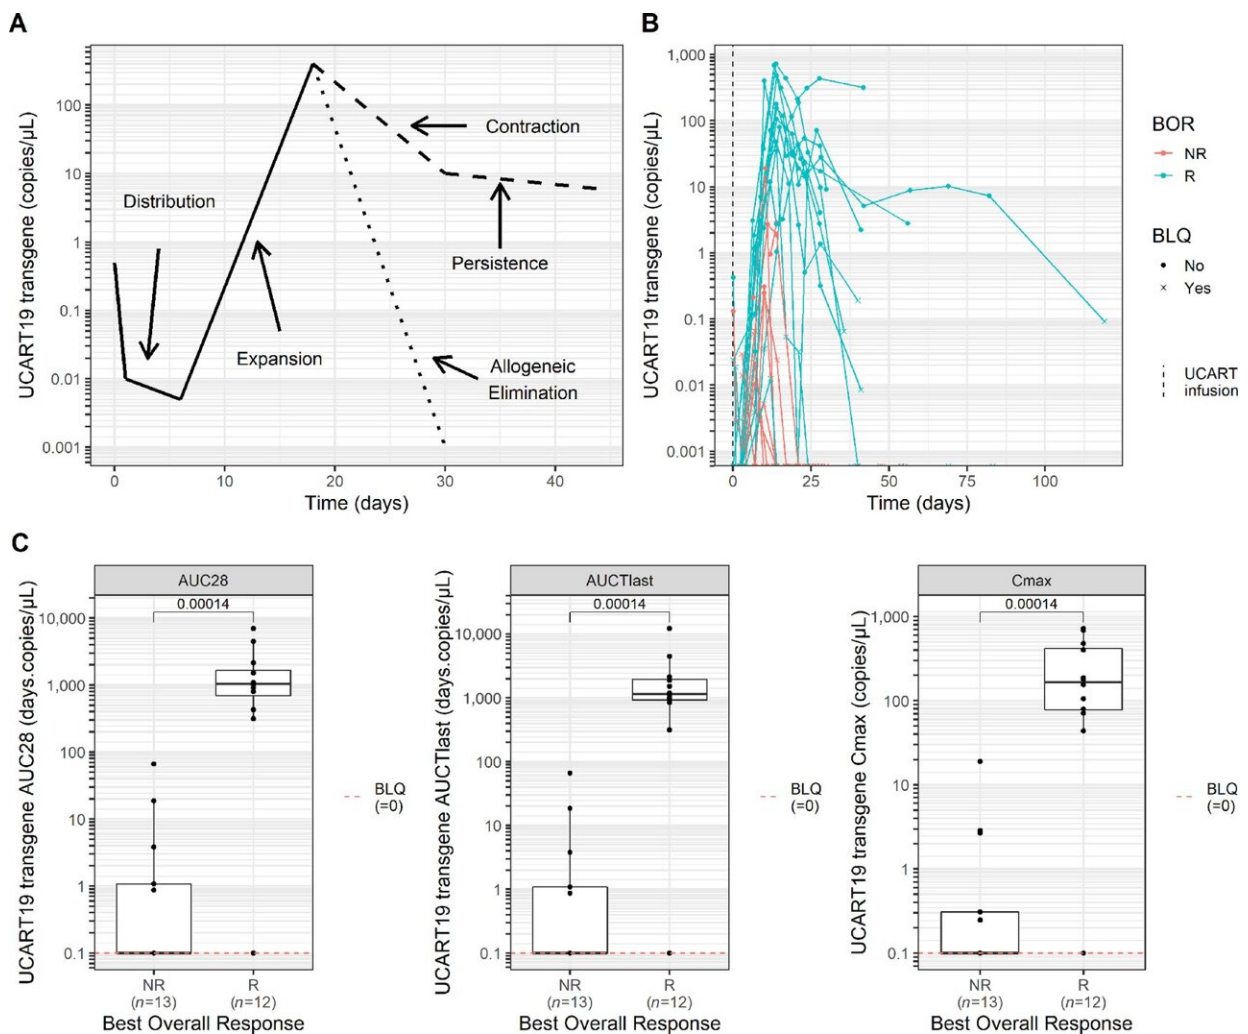 A
UCART19 transgene (copies/μL)
100
10
1
0.1
0.01
0.001
Distribution
Expansion
Contraction
Persistence
Allogeneic
Elimination
0
10
20
30
40
Time (days)
B
UCART19 transgene (copies/μL)
1,000
100
10
1
0.1
0.01
0.001
0
25
50
75
100
Time (days)
BOR
NR
R
BLQ
No
Yes
UCART
infusion
C
AUC28
UCART19 transgene AUC28 (days.copies/μL)
0.00014
10,000
1,000
100
10
1
0.1
NR
(n=13)
R
(n=12)
Best Overall Response
BLQ
(=0)
AUCTlast
UCART19 transgene AUCTlast (days.copies/μL)
0.00014
10,000
1,000
100
10
1
0.1
NR
(n=13)
R
(n=12)
Best Overall Response
BLQ
(=0)
Cmax
UCART19 transgene Cmax (copies/μL)
0.00014
1,000
100
10
1
0.1
NR
(n=13)
R
(n=12)
Best Overall Response
BLQ
(=0)